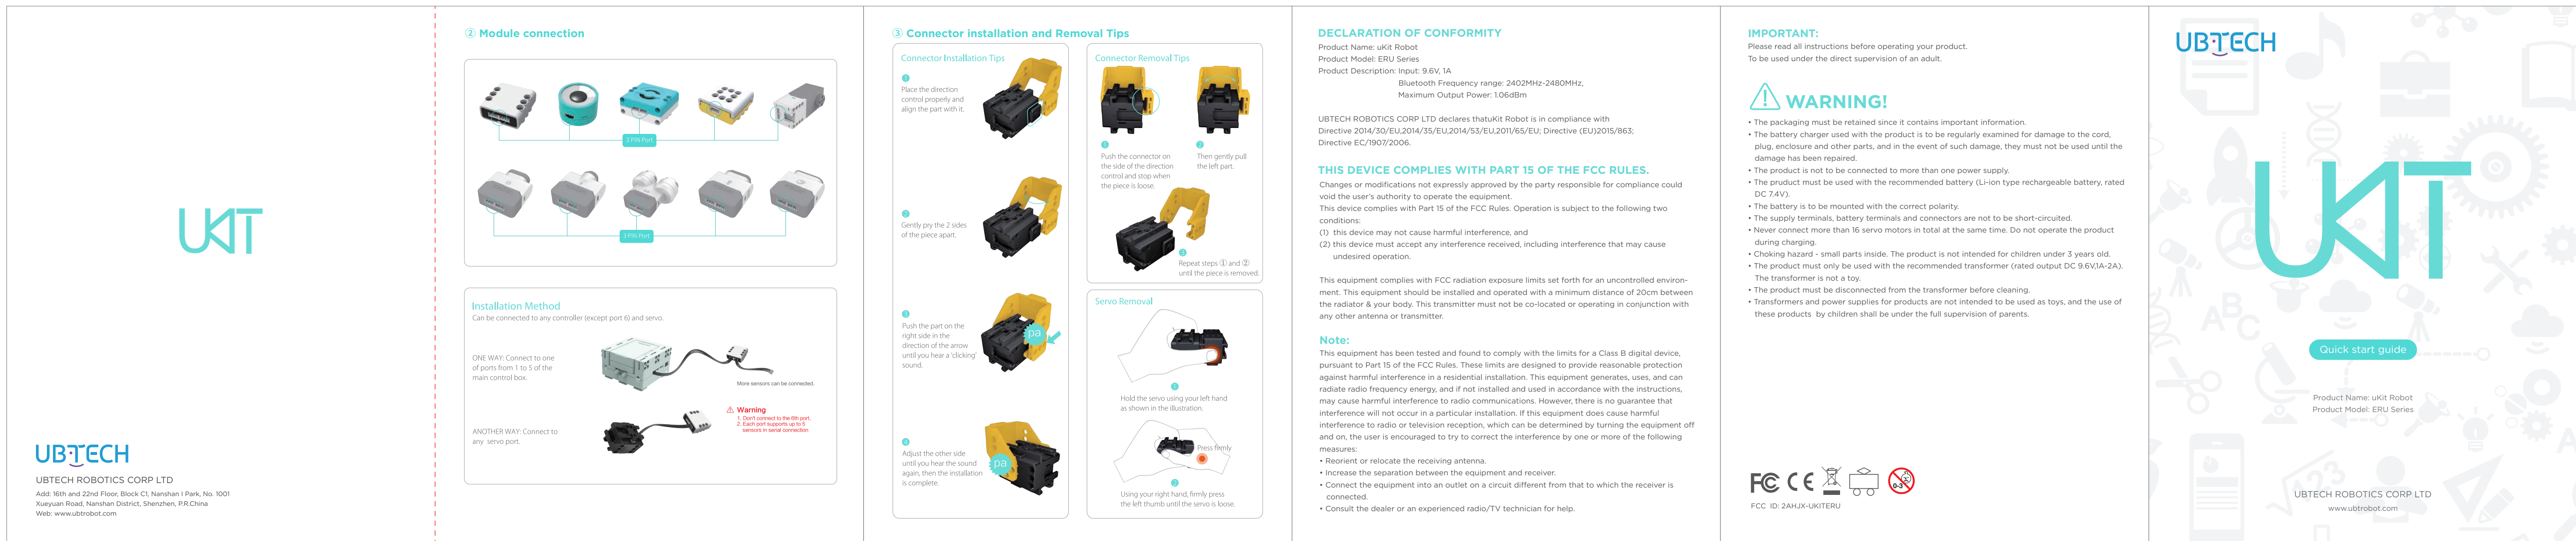 UKIT
UBTECH
UBTECH ROBOTICS CORP LTD
Add: 16th and 22nd Floor, Block C1, Nanshan I Park, No. 1001
Xueyuan Road, Nanshan District, Shenzhen, P.R.China
Web: www.ubtrobot.com
② Module connection
3 PIN Port
3 PIN Port
Installation Method
Can be connected to any controller (except port 6) and servo.
ONE WAY: Connect to one
of ports from 1 to 5 of the
main control box.
More sensors can be connected.
Warning
1. Don't connect to the 6th port
2. Each port supports up to 5
sensors in serial connection
ANOTHER WAY: Connect to
any servo port.
③ Connector installation and Removal Tips
Connector Installation Tips
1
Place the direction
control properly and
align the part with it.
2
Gently pry the 2 sides
of the piece apart.
3
Push the part on the
right side in the
direction of the arrow
until you hear a 'clicking'
sound.
pa
4
Adjust the other side
until you hear the sound
again, then the installation
is complete.
pa
Connector Removal Tips
1
Push the connector on
the side of the direction
control and stop when
the piece is loose.
2
Then gently pull
the left part.
3
Repeat steps ① and ②
until the piece is removed.
Servo Removal
1
Hold the servo using your left hand
as shown in the illustration.
Press firmly
2
Using your right hand, firmly press
the left thumb until the servo is loose.
DECLARATION OF CONFORMITY
Product Name: uKit Robot
Product Model: ERU Series
Product Description: Input: 9.6V, 1A
Bluetooth Frequency range: 2402MHz-2480MHz,
Maximum Output Power: 1.06dBm
UBTECH ROBOTICS CORP LTD declares thatuKit Robot is in compliance with
Directive 2014/30/EU,2014/35/EU,2014/53/EU,2011/65/EU; Directive (EU)2015/863;
Directive EC/1907/2006.
THIS DEVICE COMPLIES WITH PART 15 OF THE FCC RULES.
Changes or modifications not expressly approved by the party responsible for compliance could
void the user's authority to operate the equipment.
This device complies with Part 15 of the FCC Rules. Operation is subject to the following two
conditions:
(1) this device may not cause harmful interference, and
(2) this device must accept any interference received, including interference that may cause
undesired operation.
This equipment complies with FCC radiation exposure limits set forth for an uncontrolled environ-
ment. This equipment should be installed and operated with a minimum distance of 20cm between
the radiator & your body. This transmitter must not be co-located or operating in conjunction with
any other antenna or transmitter.
Note:
This equipment has been tested and found to comply with the limits for a Class B digital device,
pursuant to Part 15 of the FCC Rules. These limits are designed to provide reasonable protection
against harmful interference in a residential installation. This equipment generates, uses, and can
radiate radio frequency energy, and if not installed and used in accordance with the instructions,
may cause harmful interference to radio communications. However, there is no guarantee that
interference will not occur in a particular installation. If this equipment does cause harmful
interference to radio or television reception, which can be determined by turning the equipment off
and on, the user is encouraged to try to correct the interference by one or more of the following
measures:
• Reorient or relocate the receiving antenna.
• Increase the separation between the equipment and receiver.
• Connect the equipment into an outlet on a circuit different from that to which the receiver is
connected.
• Consult the dealer or an experienced radio/TV technician for help.
IMPORTANT:
Please read all instructions before operating your product.
To be used under the direct supervision of an adult.
WARNING!
• The packaging must be retained since it contains important information.
• The battery charger used with the product is to be regularly examined for damage to the cord,
plug, enclosure and other parts, and in the event of such damage, they must not be used until the
damage has been repaired.
• The product is not to be connected to more than one power supply.
• The pruduct must be used with the recommended battery (Li-ion type rechargeable battery, rated
DC 7.4V).
• The battery is to be mounted with the correct polarity.
• The supply terminals, battery terminals and connectors are not to be short-circuited.
• Never connect more than 16 servo motors in total at the same time. Do not operate the product
during charging.
• Choking hazard - small parts inside. The product is not intended for children under 3 years old.
• The product must only be used with the recommended transformer (rated output DC 9.6V,1A-2A).
The transformer is not a toy.
• The product must be disconnected from the transformer before cleaning.
• Transformers and power supplies for products are not intended to be used as toys, and the use of
these products by children shall be under the full supervision of parents.
FC CE 0-3
FCC ID: 2AHJX-UKITERU
UBTECH
UKIT
ABC
Quick start guide
Product Name: uKit Robot
Product Model: ERU Series
123
UBTECH ROBOTICS CORP LTD
www.ubtrobot.com